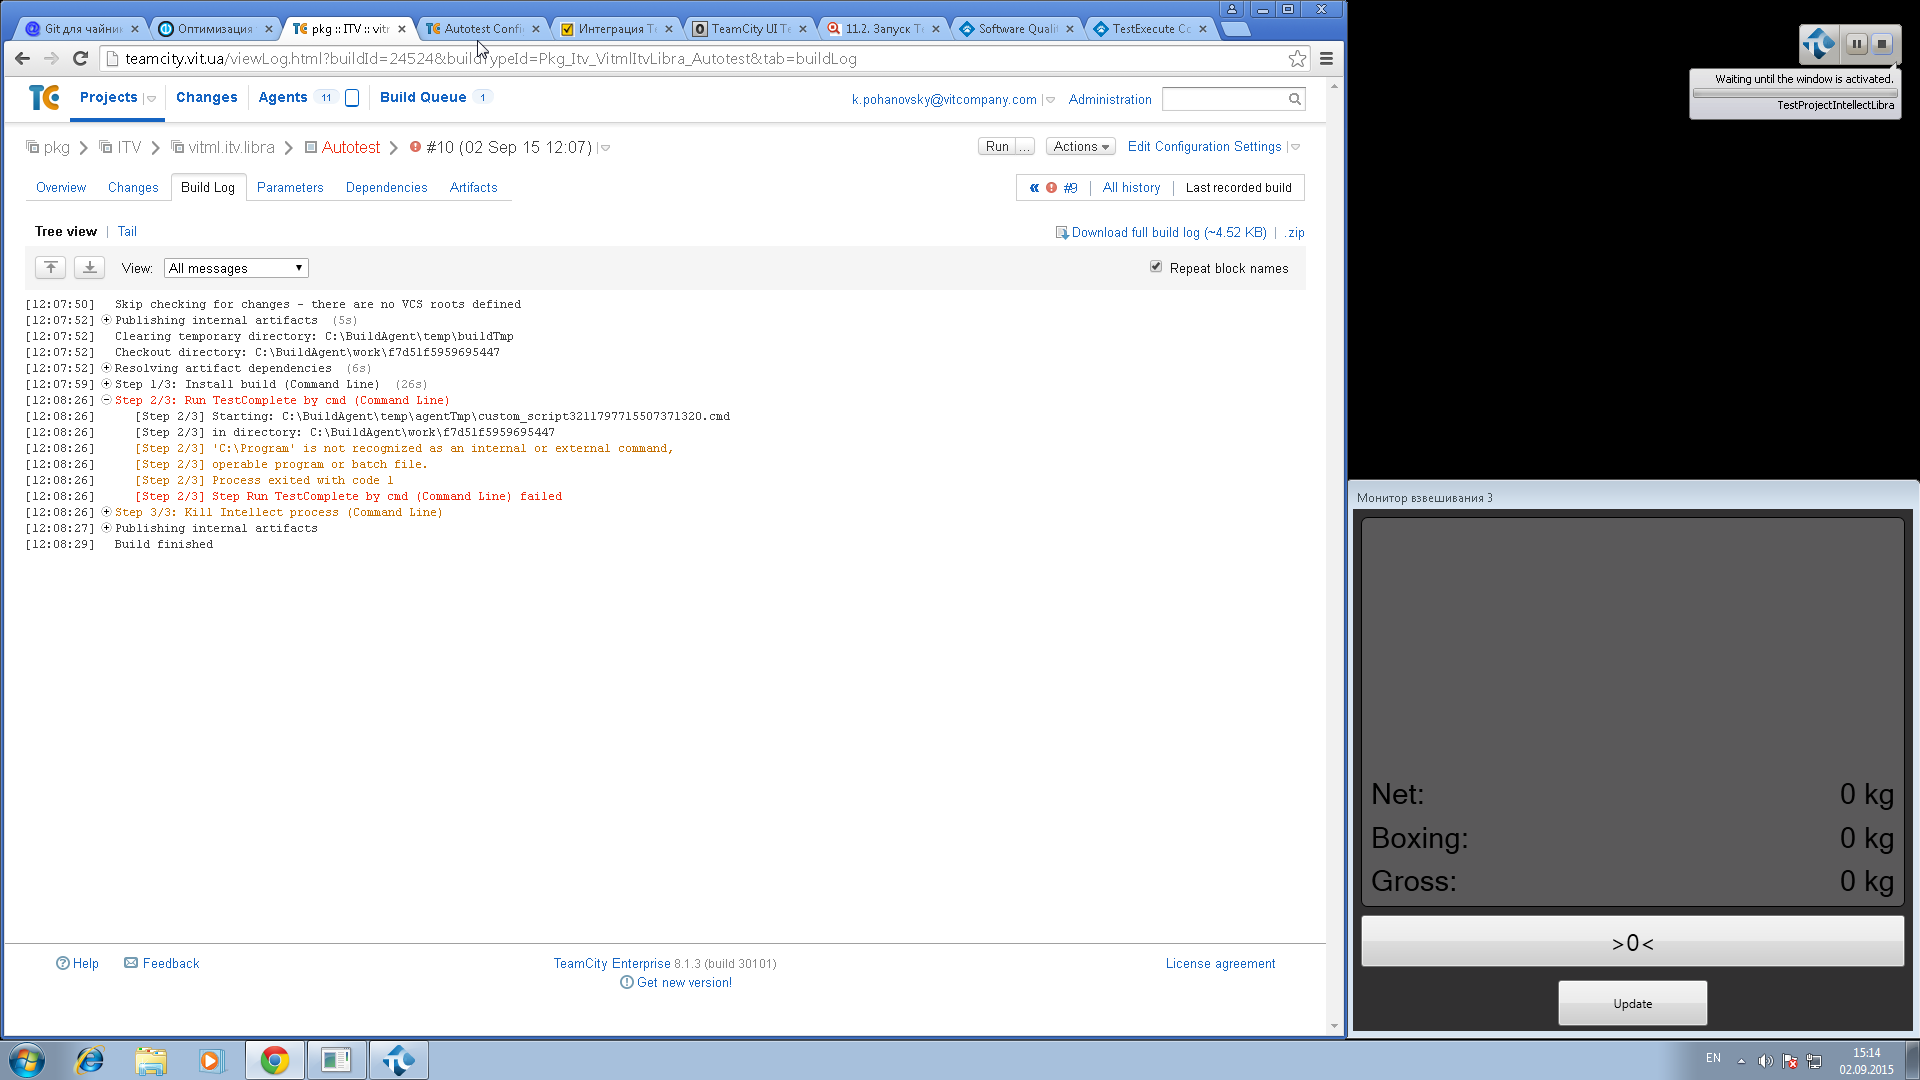 Git для чайник
Оптимизация
pkg :: ITV :: vitm
Autotest Confi
Интеграция Te
TeamCity UI Te
11.2. Запуск Te
Software Quali
TestExecute Co
teamcity.vit.ua/viewLog.html?buildId=24524&buildTypeId=Pkg_Itv_VitmlItvLibra_Autotest&tab=buildLog
Projects
Changes
Agents 11
Build Queue 1
k.pohanovsky@vitcompany.com
Administration
pkg ITV vitml.itv.libra Autotest #10 (02 Sep 15 12:07)
Run ...
Actions
Edit Configuration Settings
Overview
Changes
Build Log
Parameters
Dependencies
Artifacts
« #9 | All history | Last recorded build
Tree view | Tail
Download full build log (~4.52 KB) | .zip
View: All messages
Repeat block names
[12:07:50] Skip checking for changes - there are no VCS roots defined
[12:07:52] Publishing internal artifacts (5s)
[12:07:52] Clearing temporary directory: C:\BuildAgent\temp\buildTmp
[12:07:52] Checkout directory: C:\BuildAgent\work\f7d51f5959695447
[12:07:52] Resolving artifact dependencies (6s)
[12:07:59] Step 1/3: Install build (Command Line) (26s)
[12:08:26] Step 2/3: Run TestComplete by cmd (Command Line)
[12:08:26] [Step 2/3] Starting: C:\BuildAgent\temp\agentTmp\custom_script3211797715507371320.cmd
[12:08:26] [Step 2/3] in directory: C:\BuildAgent\work\f7d51f5959695447
[12:08:26] [Step 2/3] 'C:\Program' is not recognized as an internal or external command,
[12:08:26] [Step 2/3] operable program or batch file.
[12:08:26] [Step 2/3] Process exited with code 1
[12:08:26] [Step 2/3] Step Run TestComplete by cmd (Command Line) failed
[12:08:26] Step 3/3: Kill Intellect process (Command Line)
[12:08:27] Publishing internal artifacts
[12:08:29] Build finished
Help
Feedback
TeamCity Enterprise 8.1.3 (build 30101)
Get new version!
License agreement
Waiting until the window is activated.
TestProjectIntellectLibra
Монитор взвешивания 3
Net: 0 kg
Boxing: 0 kg
Gross: 0 kg
>0<
Update
EN
15:14
02.09.2015